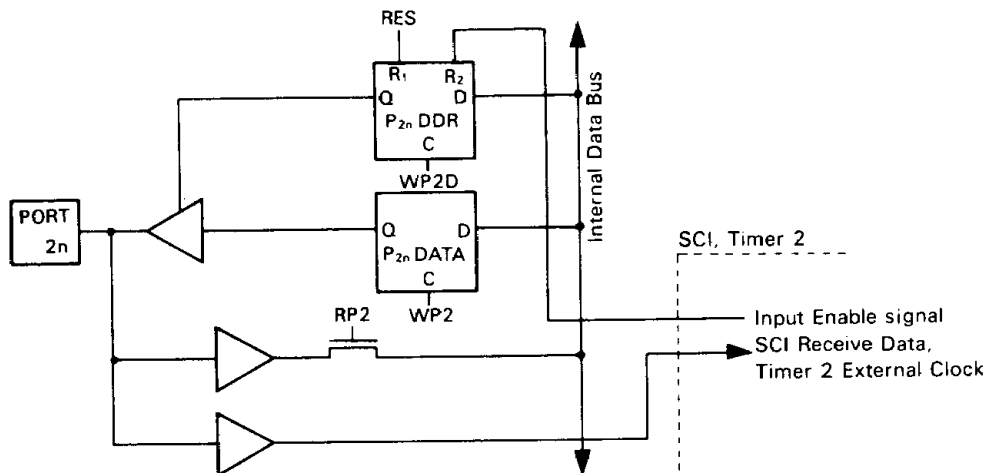 RES
R₁ R₂
Q D
P₂ₙ DDR
C
WP2D
Internal Data Bus
PORT
2n
Q D
P₂ₙ DATA
C
WP2
SCI, Timer 2
RP2
Input Enable signal
SCI Receive Data,
Timer 2 External Clock